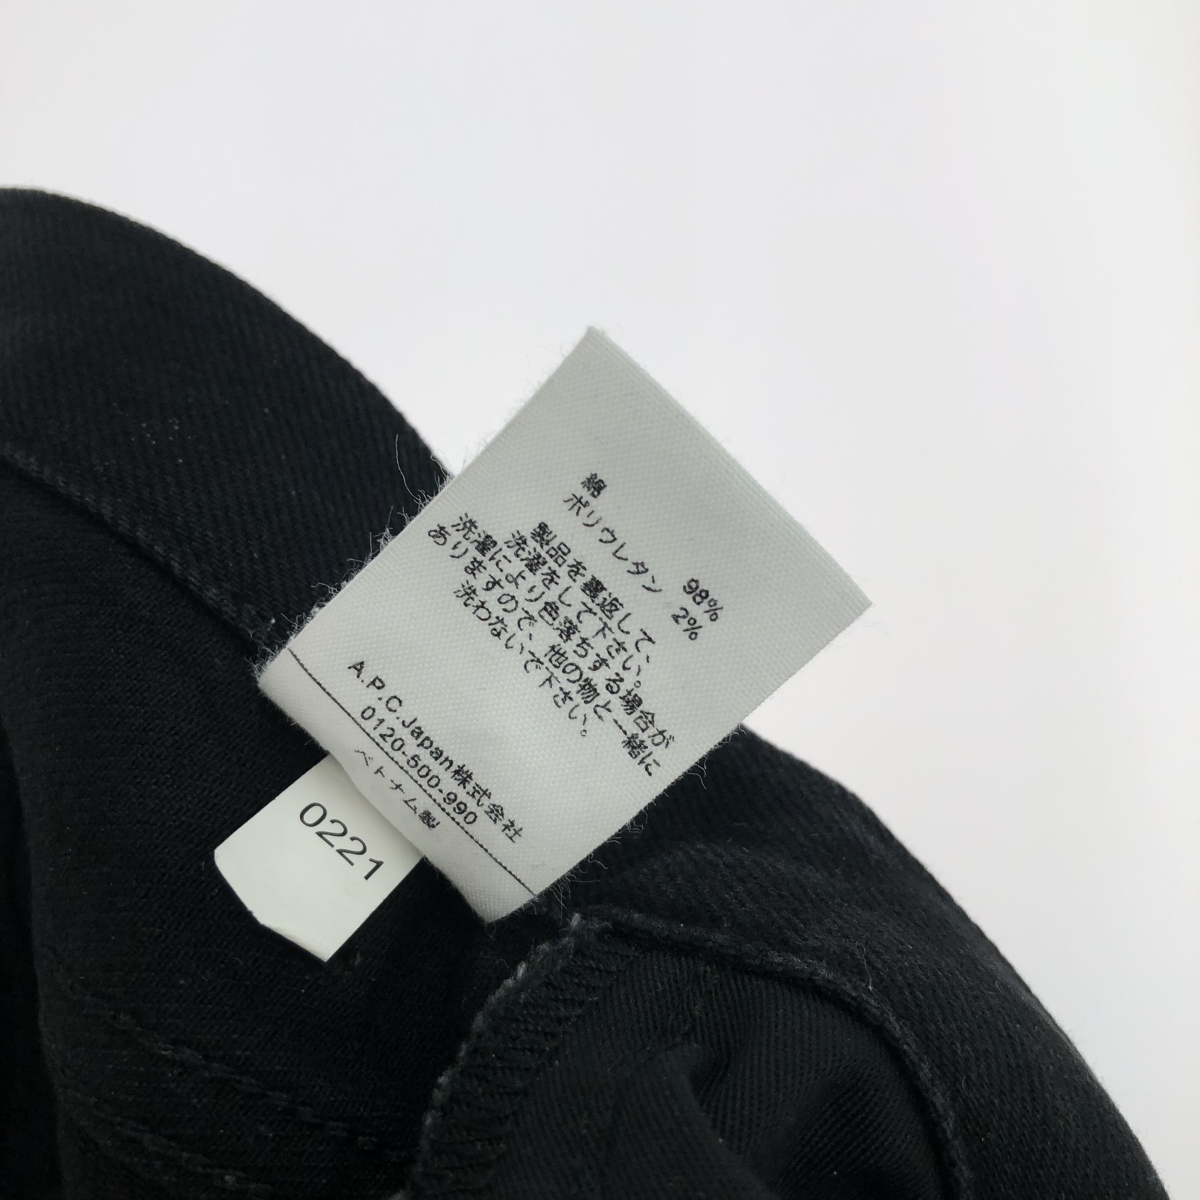 綿 98%
ポリウレタン 2%
製品を裏返して、
洗濯をして下さい。
洗濯により色落ちする場合が
ありますので、他の物と一緒に
洗わないで下さい。
A.P.C.Japan株式会社
0120-500-990
ベトナム製
0221